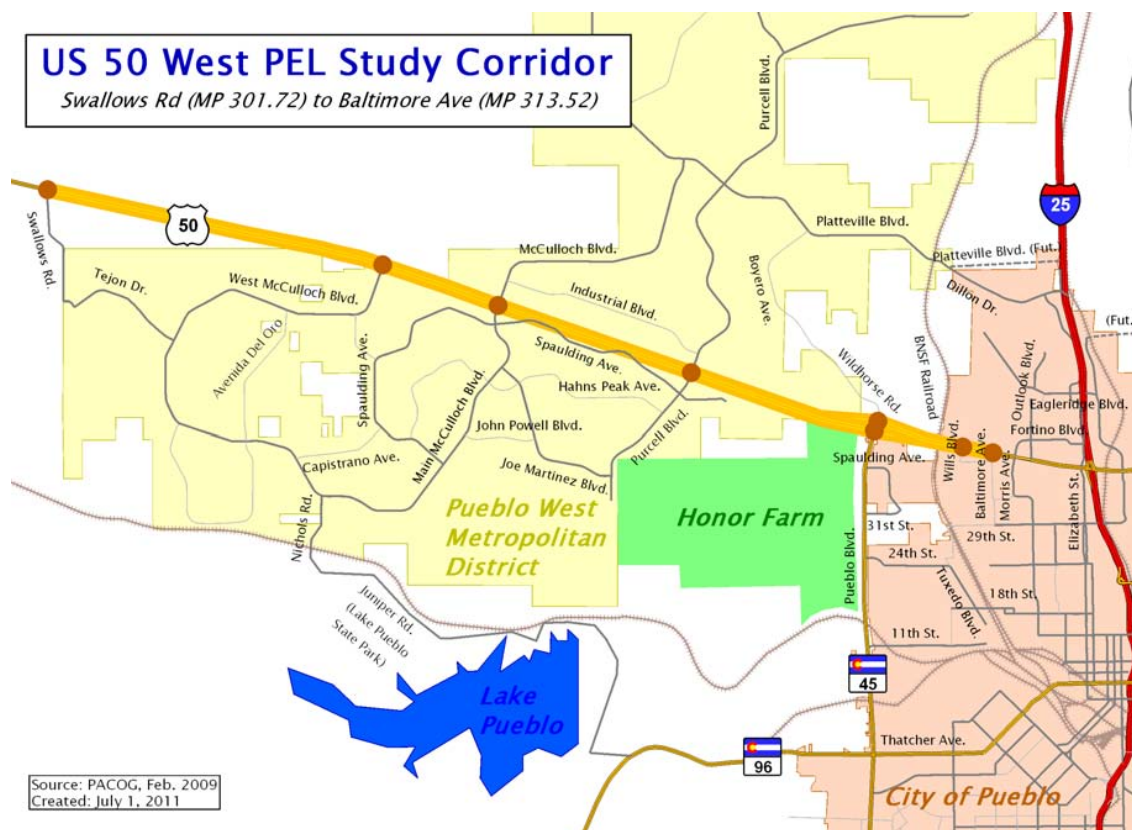 US 50 West PEL Study Corridor
Swallows Rd (MP 301.72) to Baltimore Ave (MP 313.52)
Purcell Blvd.
50
25
Swallows Rd.
Tejon Dr.
West McCulloch Blvd.
McCulloch Blvd.
Platteville Blvd.
Platteville Blvd. (Fut.)
Dillon Dr.
(Fut.)
Industrial Blvd.
Boyero Ave.
Avenida Del Oro
Spaulding Ave.
Spaulding Ave.
Hahns Peak Ave.
Wildhorse Rd.
BNSF Railroad
Outlook Blvd.
Eagleridge Blvd.
Fortino Blvd.
Main McCulloch Blvd.
John Powell Blvd.
Purcell Blvd.
Capistrano Ave.
Joe Martinez Blvd.
Spaulding Ave.
Wills Blvd.
Baltimore Ave.
Morris Ave.
Elizabeth St.
Nichols Rd.
Pueblo West
Metropolitan
District
Honor Farm
Pueblo Blvd.
31st St.
24th St.
29th St.
Tuxedo Blvd.
18th St.
11th St.
Juniper Rd.
(Lake Pueblo
State Park)
Lake
Pueblo
45
96
Thatcher Ave.
City of Pueblo
Source: PACOG, Feb. 2009
Created: July 1, 2011